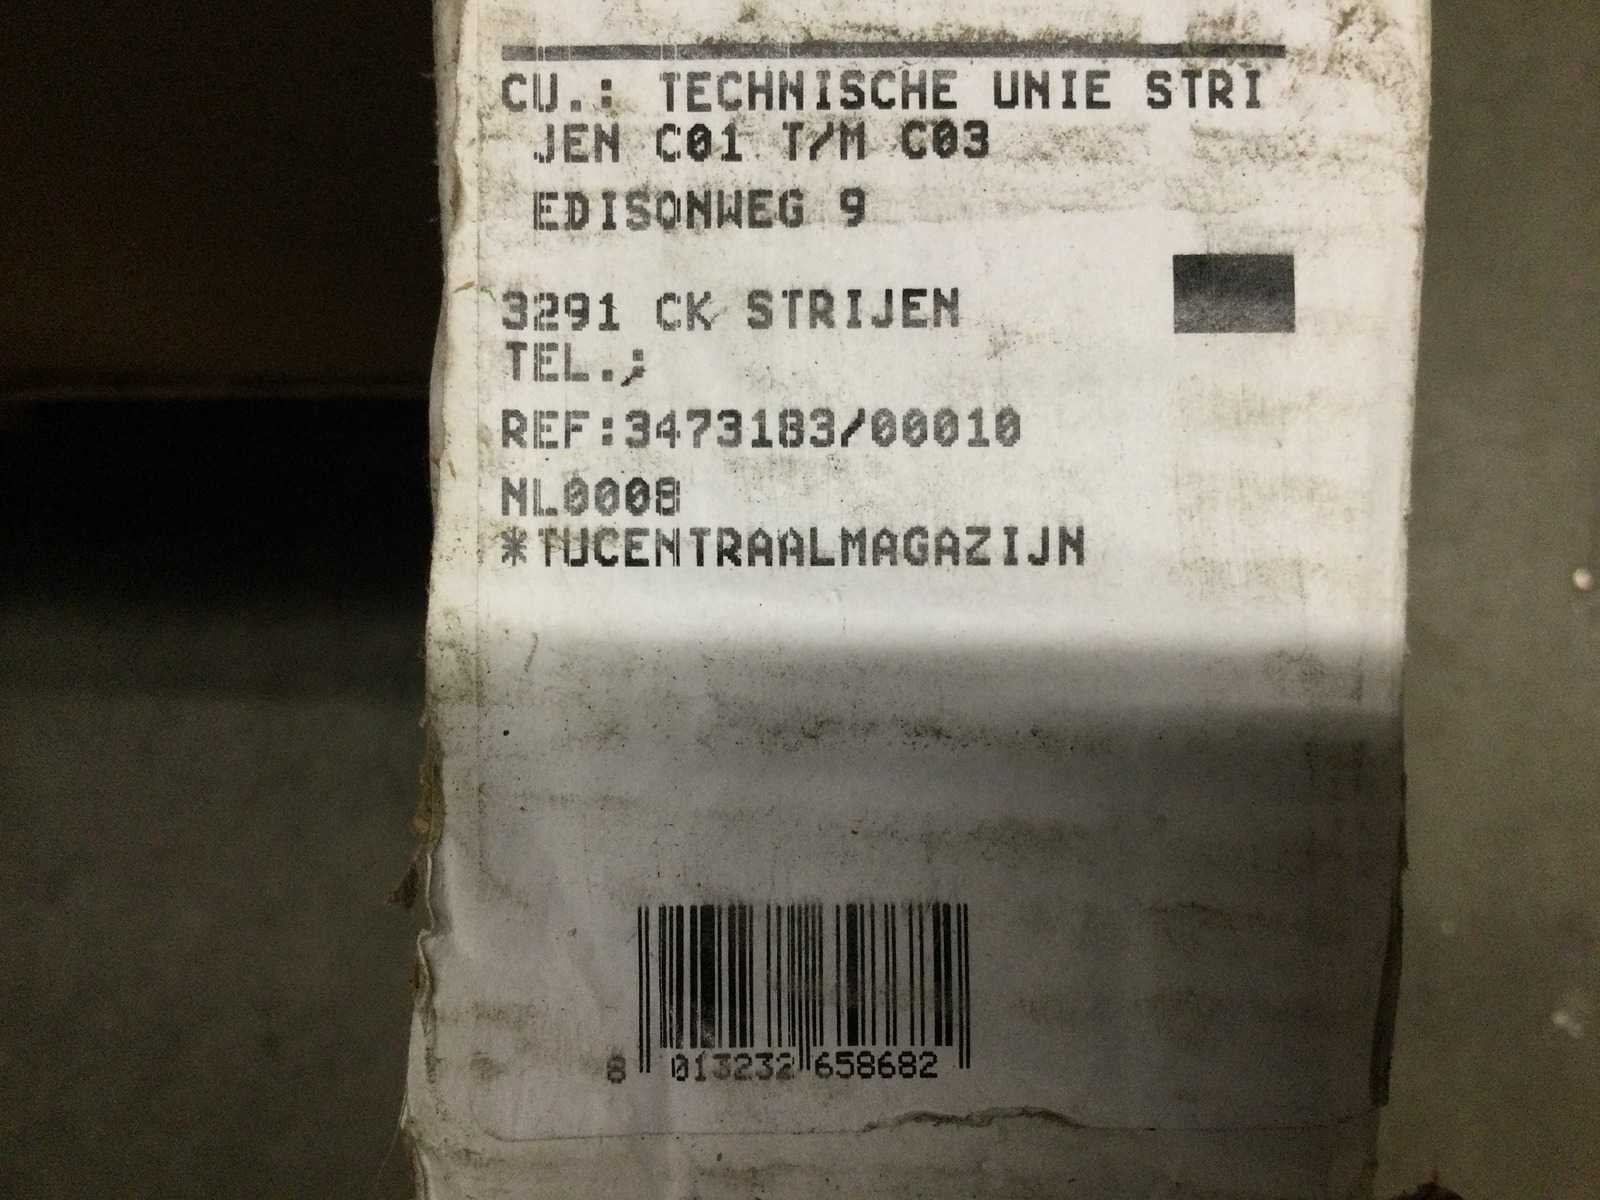 CU.: TECHNISCHE UNIE STRI
JEN C01 T/M C03
EDISONWEG 9
3291 CK STRIJEN
TEL.;
REF:3473183/00010
NL0008
*TUCENTRAALMAGAZIJN
8 013232 658682